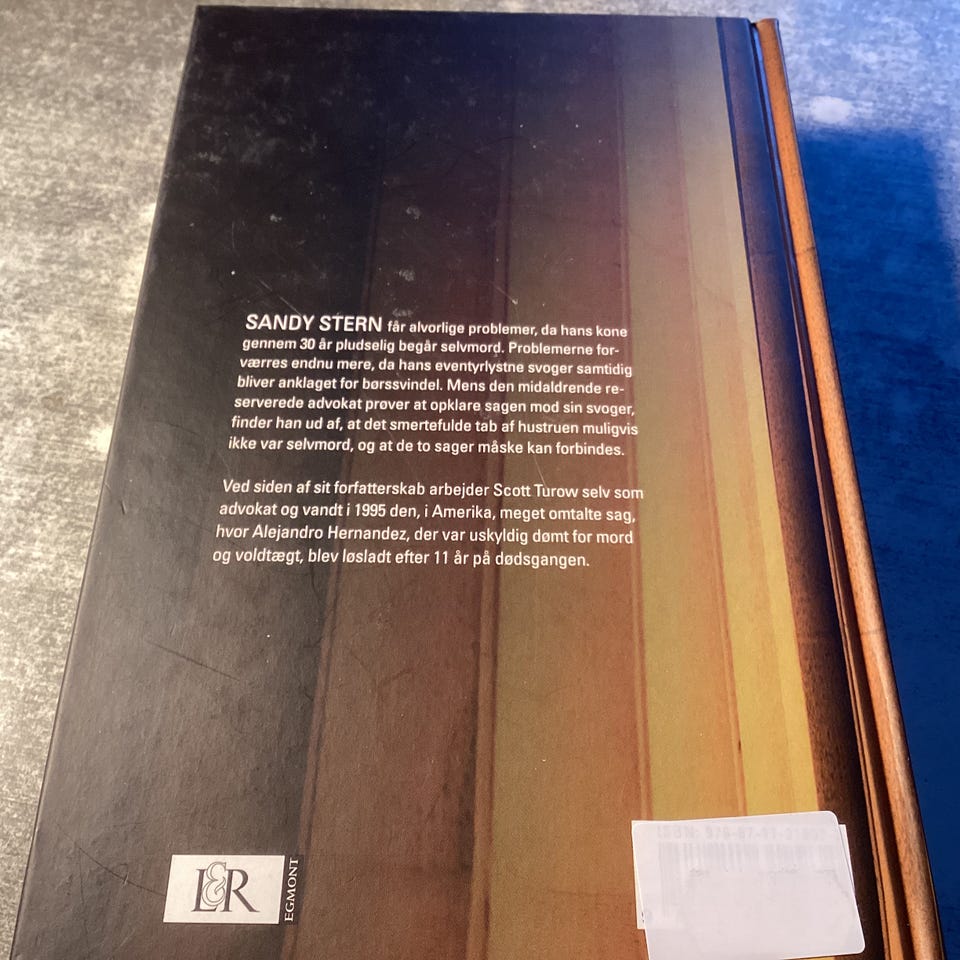 SANDY STERN får alvorlige problemer, da hans kone
gennem 30 år pludselig begår selvmord. Problemerne for-
værres endnu mere, da hans eventyrlystne svoger samtidig
bliver anklaget for børssvindel. Mens den midaldrende re-
serverede advokat prøver at opklare sagen mod sin svoger,
finder han ud af, at det smertefulde tab af hustruen muligvis
ikke var selvmord, og at de to sager måske kan forbindes.
Ved siden af sit forfatterskab arbejder Scott Turow selv som
advokat og vandt i 1995 den, i Amerika, meget omtalte sag,
hvor Alejandro Hernandez, der var uskyldig dømt for mord
og voldtægt, blev løsladt efter 11 år på dødsgangen.
L&R
EGMONT
ISBN: